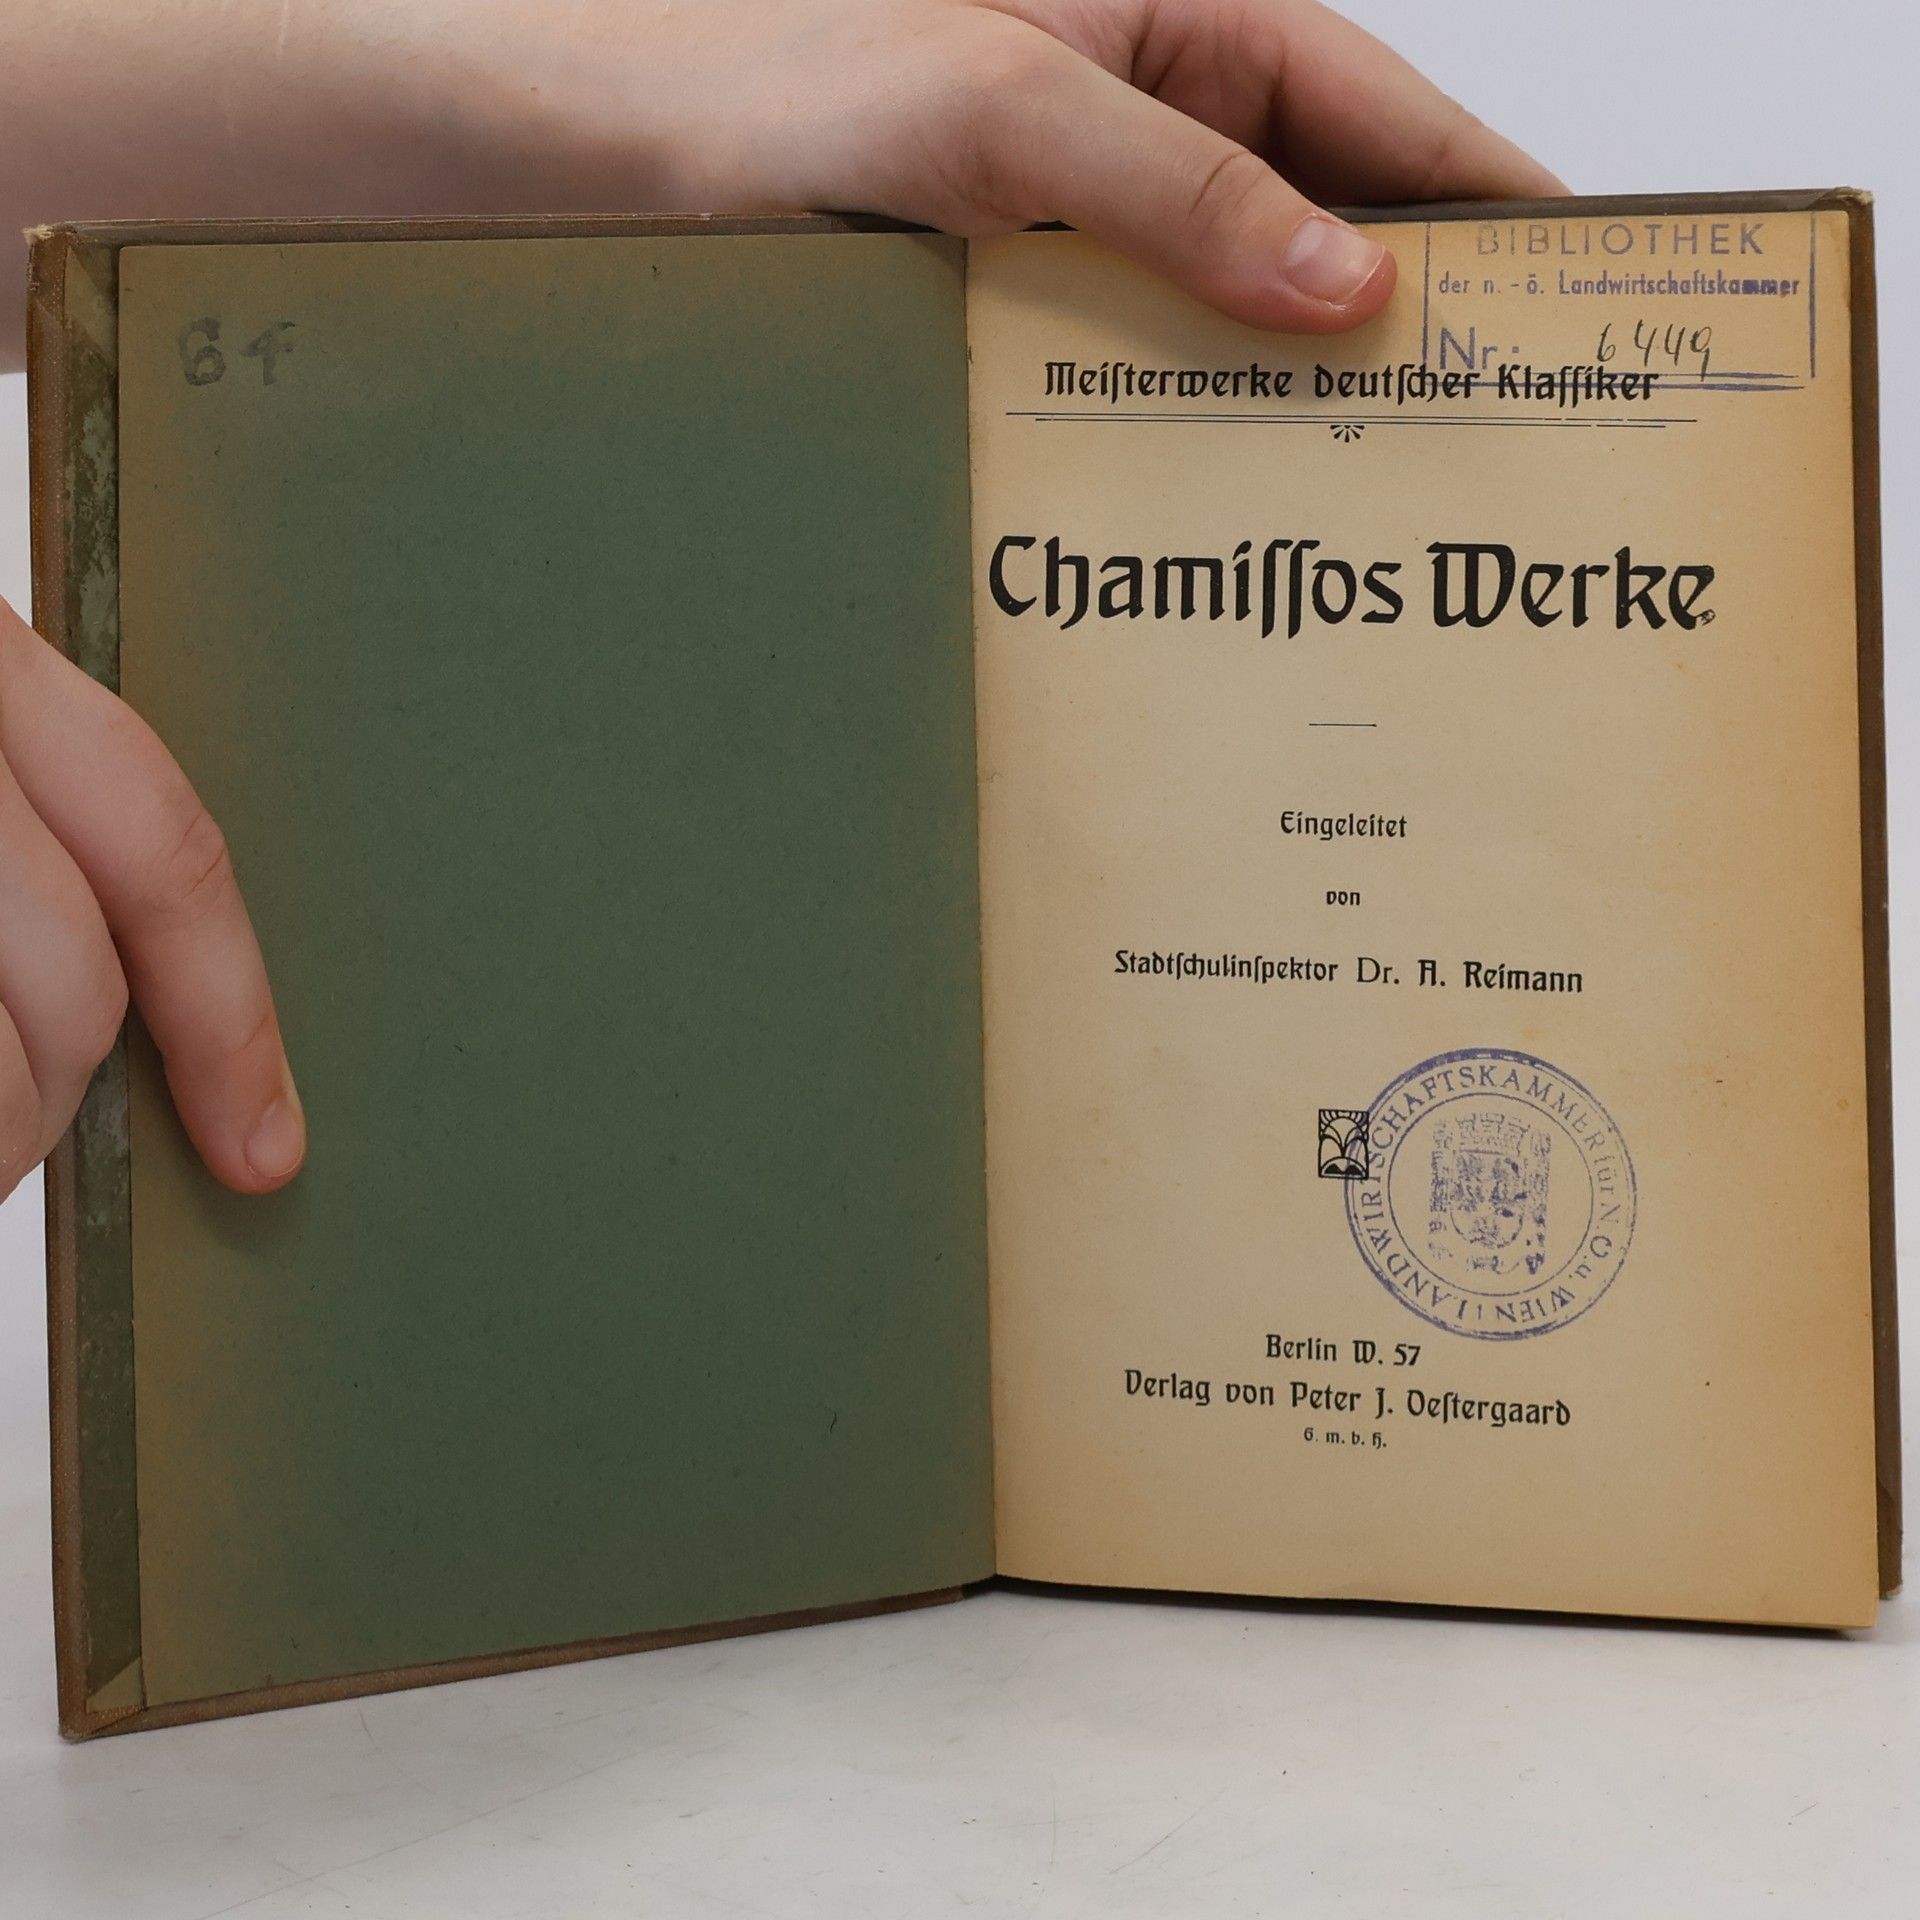 64
BIBLIOTHEK
der n.-ö. Landwirtschaftskammer
Nr: 6449
Meiſterwerke deutſcher Klaſſiker
Chamiſſos Werke
Eingeleitet
von
Stadtſchulinſpektor Dr. A. Reimann
LANDWIRTSCHAFTSKAMMER für N.O. u. WIEN
Berlin W. 57
Verlag von Peter J. Oeſtergaard
G. m. b. H.